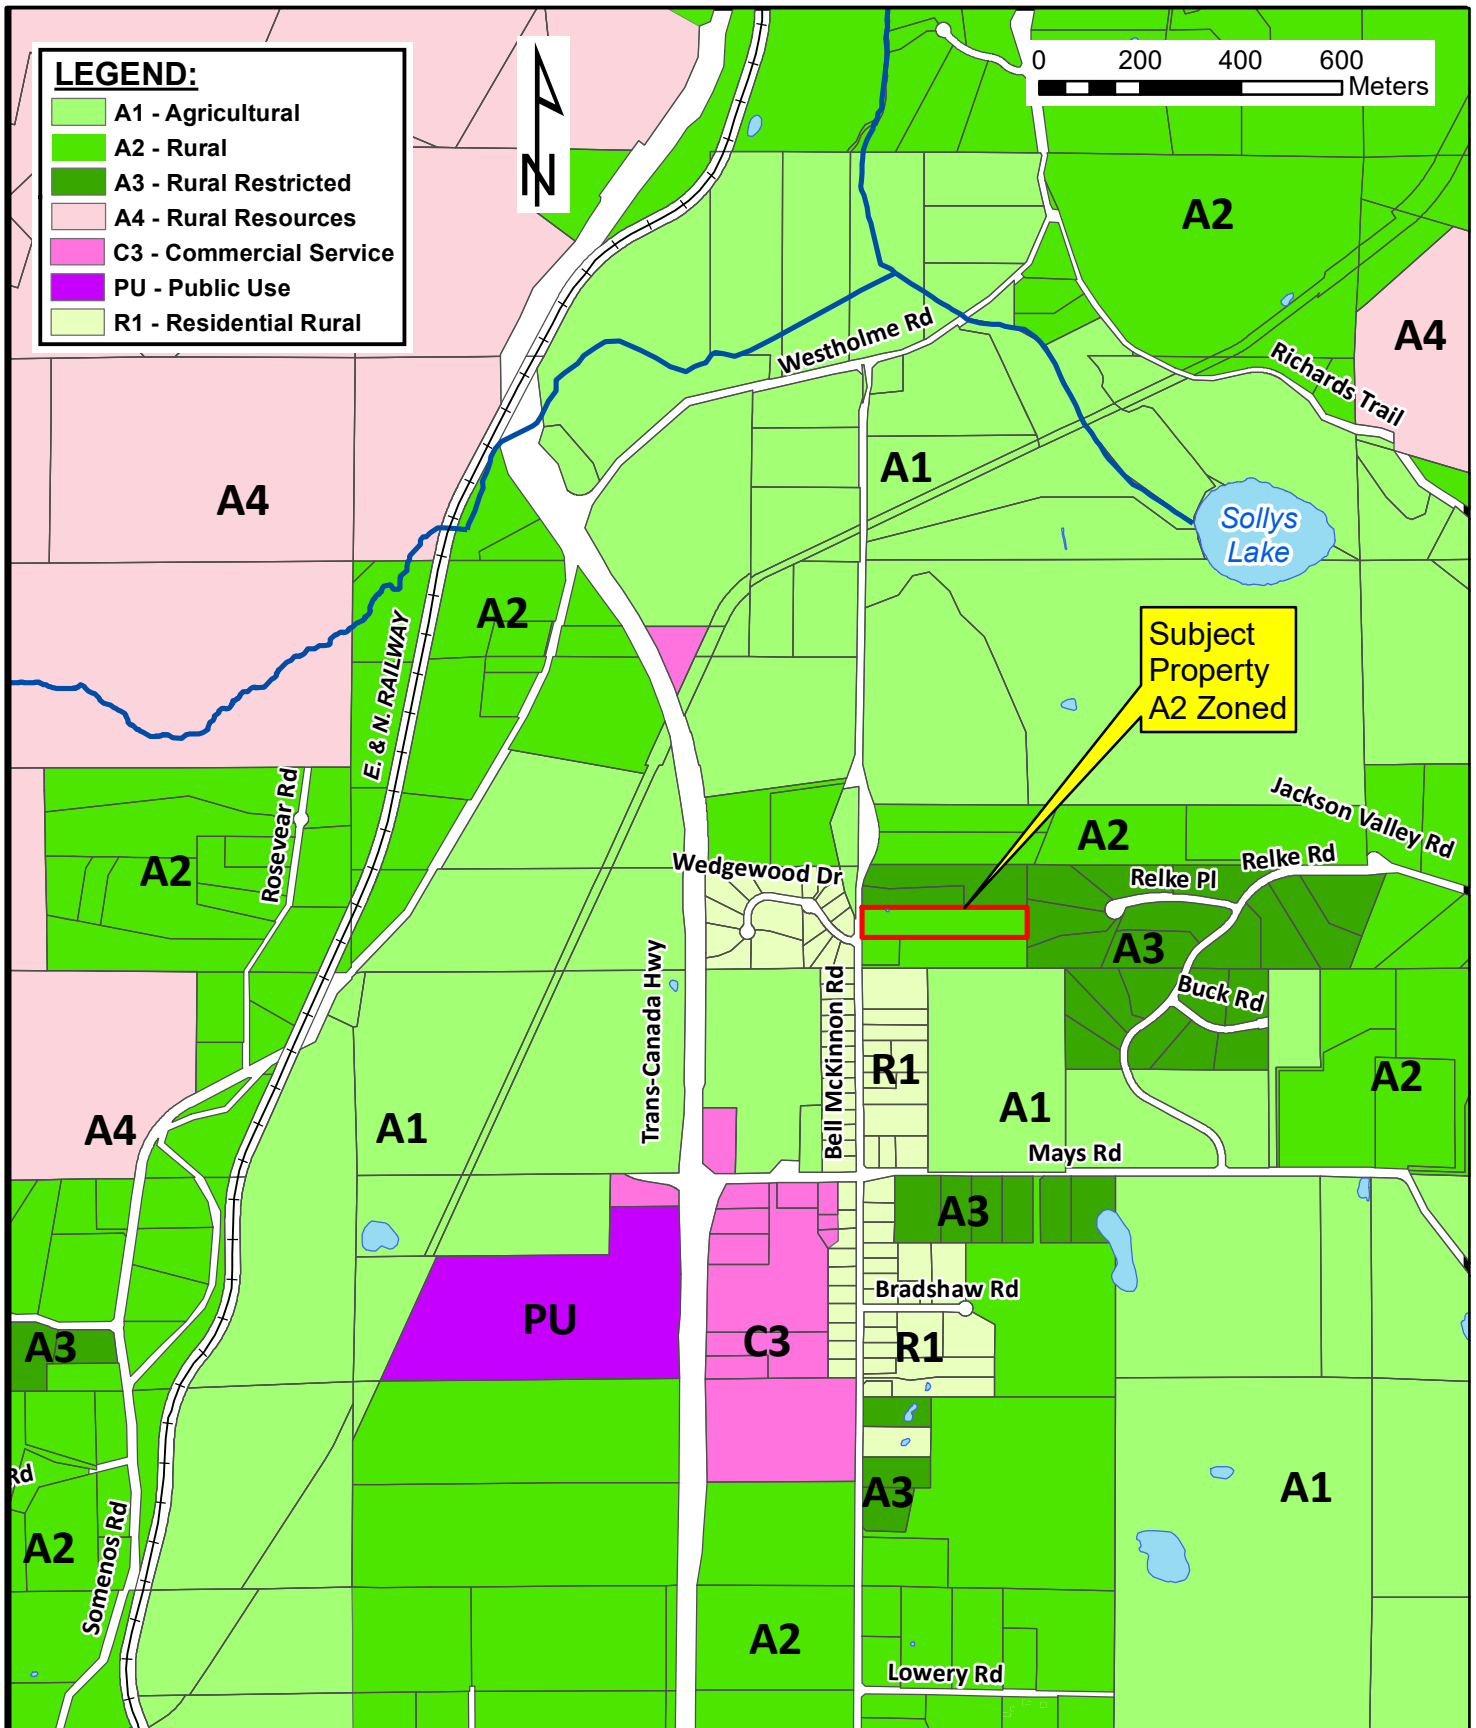 LEGEND:
A1 - Agricultural
A2 - Rural
A3 - Rural Restricted
A4 - Rural Resources
C3 - Commercial Service
PU - Public Use
R1 - Residential Rural
N
0 200 400 600
Meters
A2
A4
Westholme Rd
Richards Trail
A1
A4
Sollys
Lake
A2
E. & N. RAILWAY
Subject
Property
A2 Zoned
Rosevear Rd
A2
Jackson Valley Rd
A2
Wedgewood Dr
Relke Rd
Relke Pl
A3
Trans-Canada Hwy
Bell McKinnon Rd
Buck Rd
R1
A2
A1
A4
A1
Mays Rd
A3
Bradshaw Rd
PU
C3
R1
A3
Rd
A3
A1
A2
Somenos Rd
A2
Lowery Rd